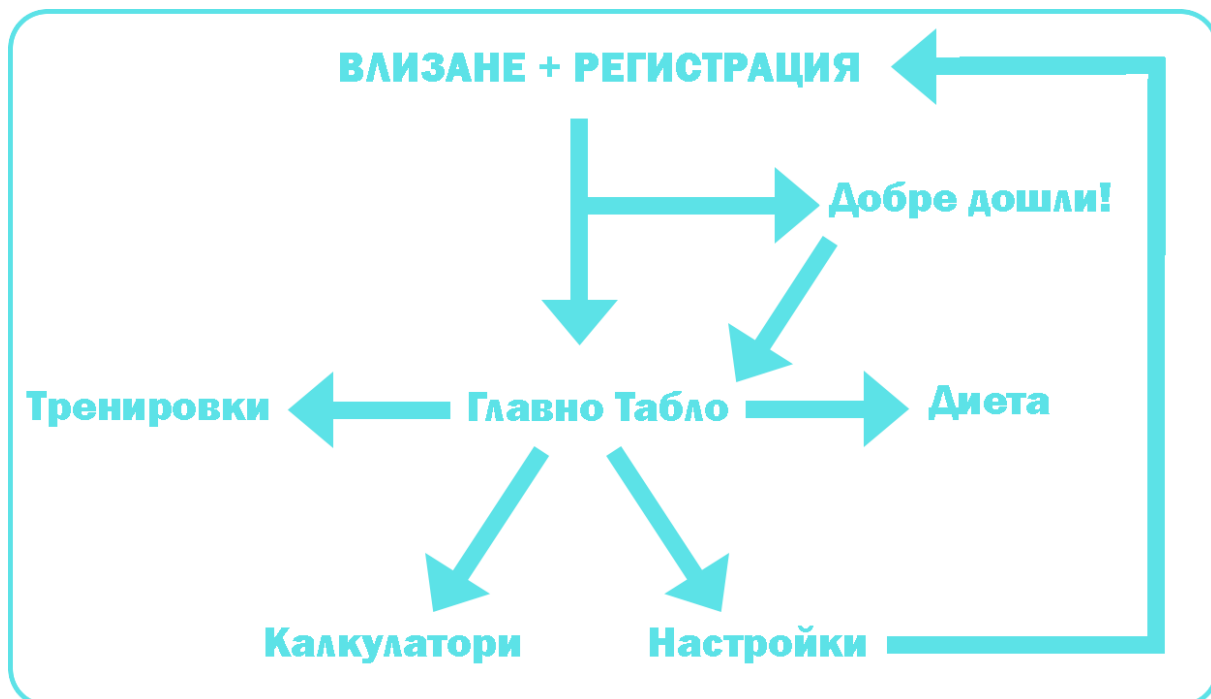 ВЛИЗАНЕ + РЕГИСТРАЦИЯ
Добре дошли!
Тренировки
Главно Табло
Диета
Калкулатори
Настройки